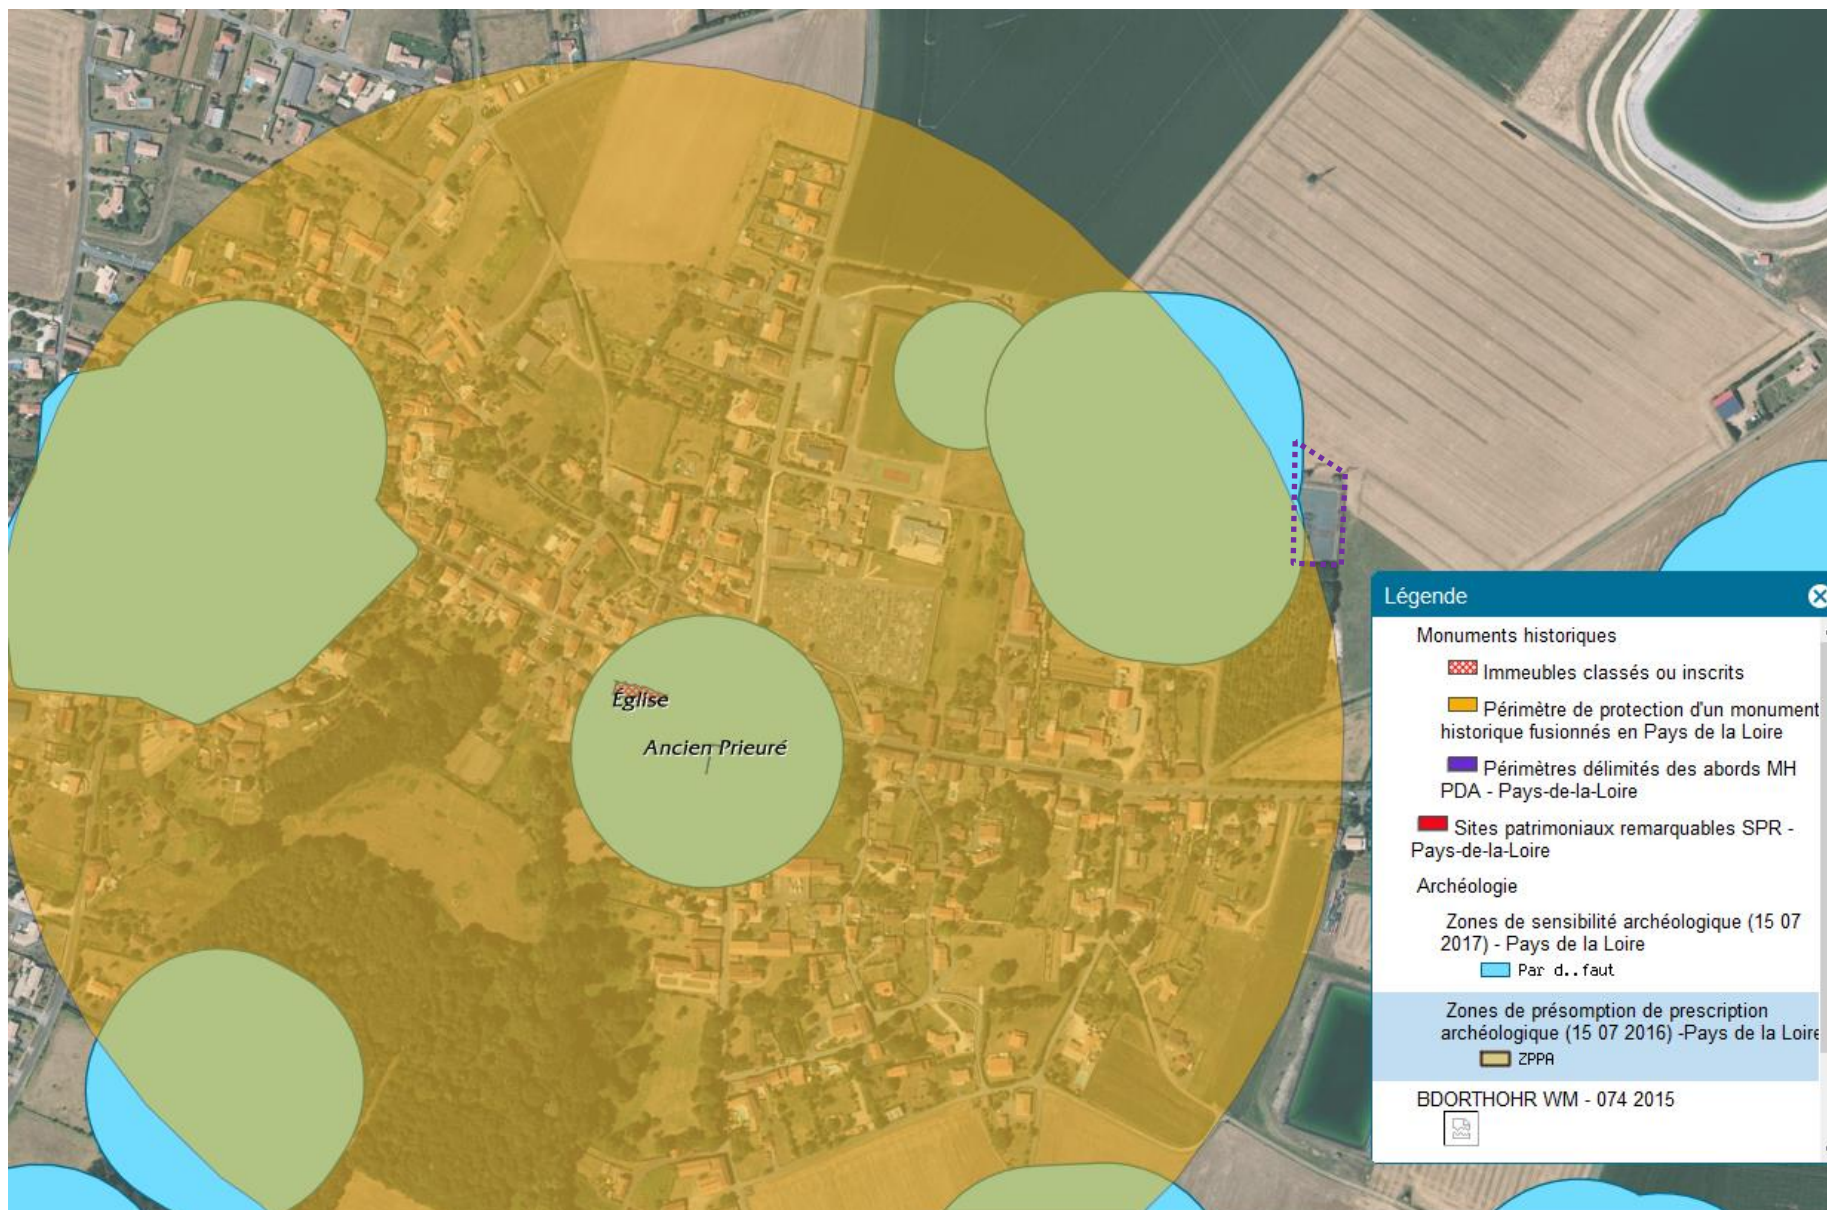 Église
Ancien Prieuré
Légende
Monuments historiques
Immeubles classés ou inscrits
Périmètre de protection d'un monument
historique fusionnés en Pays de la Loire
Périmètres délimités des abords MH
PDA - Pays-de-la-Loire
Sites patrimoniaux remarquables SPR -
Pays-de-la-Loire
Archéologie
Zones de sensibilité archéologique (15 07
2017) - Pays de la Loire
Par d..faut
Zones de présomption de prescription
archéologique (15 07 2016) -Pays de la Loire
ZPPA
BDORTHOHR WM - 074 2015